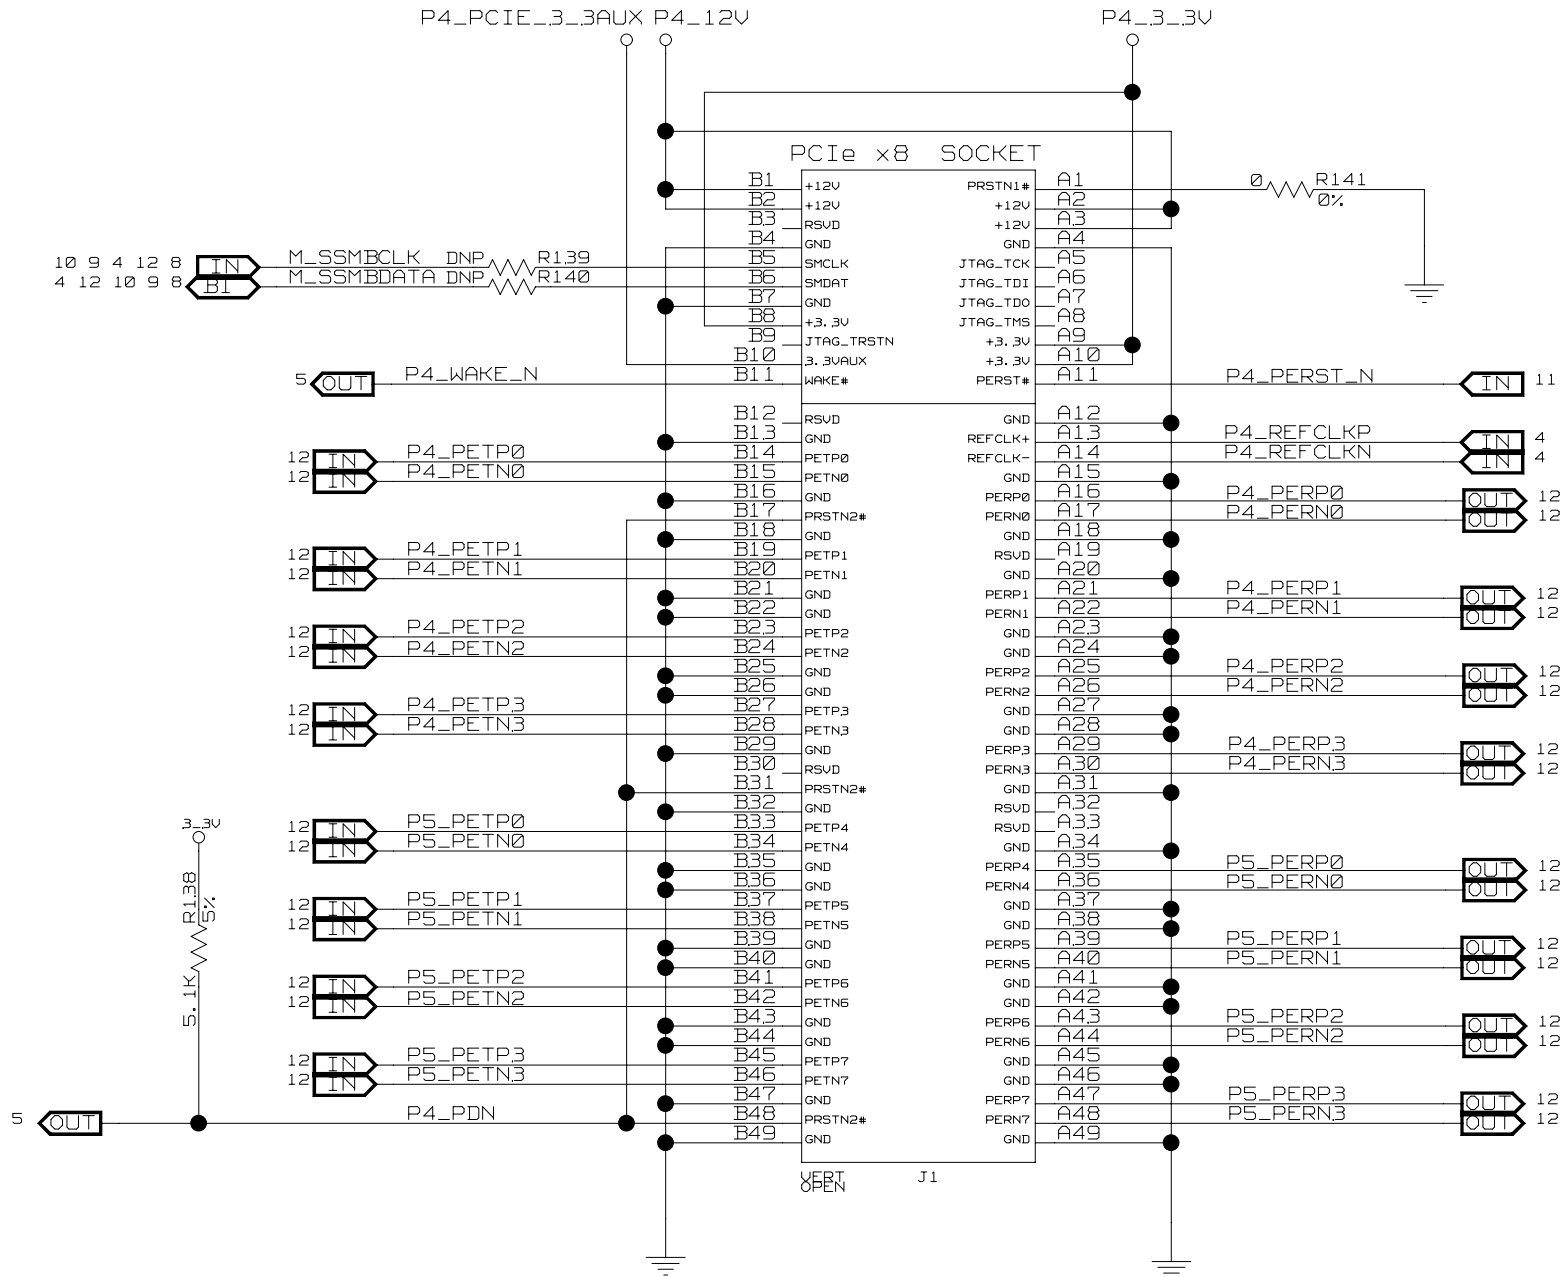 P4_PCIE_3_3AUX P4_12V P4_3_3V
PCIe x8 SOCKET
B1 +12V PRSTN1# A1 0 R141 0%
B2 +12V +12V A2
B3 RSVD +12V A3
B4 GND GND A4
10 9 4 12 8 IN M_SSMBCLK DNP R139 B5 SMCLK JTAG_TCK A5
4 12 10 9 8 BI M_SSMBDATA DNP R140 B6 SMDAT JTAG_TDI A6
B7 GND JTAG_TDO A7
B8 +3.3V JTAG_TMS A8
B9 JTAG_TRSTN +3.3V A9
B10 3.3VAUX +3.3V A10
5 OUT P4_WAKE_N B11 WAKE# PERST# A11 P4_PERST_N IN 11
B12 RSVD GND A12
B13 GND REFCLK+ A13 P4_REFCLKP IN 4
12 IN P4_PETP0 B14 PETP0 REFCLK- A14 P4_REFCLKN IN 4
12 IN P4_PETN0 B15 PETN0 GND A15
B16 GND PERP0 A16 P4_PERP0 OUT 12
B17 PRSTN2# PERN0 A17 P4_PERN0 OUT 12
B18 GND GND A18
12 IN P4_PETP1 B19 PETP1 RSVD A19
12 IN P4_PETN1 B20 PETN1 GND A20
B21 GND PERP1 A21 P4_PERP1 OUT 12
B22 GND PERN1 A22 P4_PERN1 OUT 12
12 IN P4_PETP2 B23 PETP2 GND A23
12 IN P4_PETN2 B24 PETN2 GND A24
B25 GND PERP2 A25 P4_PERP2 OUT 12
B26 GND PERN2 A26 P4_PERN2 OUT 12
12 IN P4_PETP3 B27 PETP3 GND A27
12 IN P4_PETN3 B28 PETN3 GND A28
B29 GND PERP3 A29 P4_PERP3 OUT 12
B30 RSVD PERN3 A30 P4_PERN3 OUT 12
B31 PRSTN2# GND A31
B32 GND RSVD A32
3_3V
12 IN P5_PETP0 B33 PETP4 RSVD A33
12 IN P5_PETN0 B34 PETN4 GND A34
B35 GND PERP4 A35 P5_PERP0 OUT 12
B36 GND PERN4 A36 P5_PERN0 OUT 12
R138 5%
5.1K
12 IN P5_PETP1 B37 PETP5 GND A37
12 IN P5_PETN1 B38 PETN5 GND A38
B39 GND PERP5 A39 P5_PERP1 OUT 12
B40 GND PERN5 A40 P5_PERN1 OUT 12
12 IN P5_PETP2 B41 PETP6 GND A41
12 IN P5_PETN2 B42 PETN6 GND A42
B43 GND PERP6 A43 P5_PERP2 OUT 12
B44 GND PERN6 A44 P5_PERN2 OUT 12
12 IN P5_PETP3 B45 PETP7 GND A45
12 IN P5_PETN3 B46 PETN7 GND A46
B47 GND PERP7 A47 P5_PERP3 OUT 12
5 OUT P4_PDN B48 PRSTN2# PERN7 A48 P5_PERN3 OUT 12
B49 GND GND A49
VERT J1
OPEN